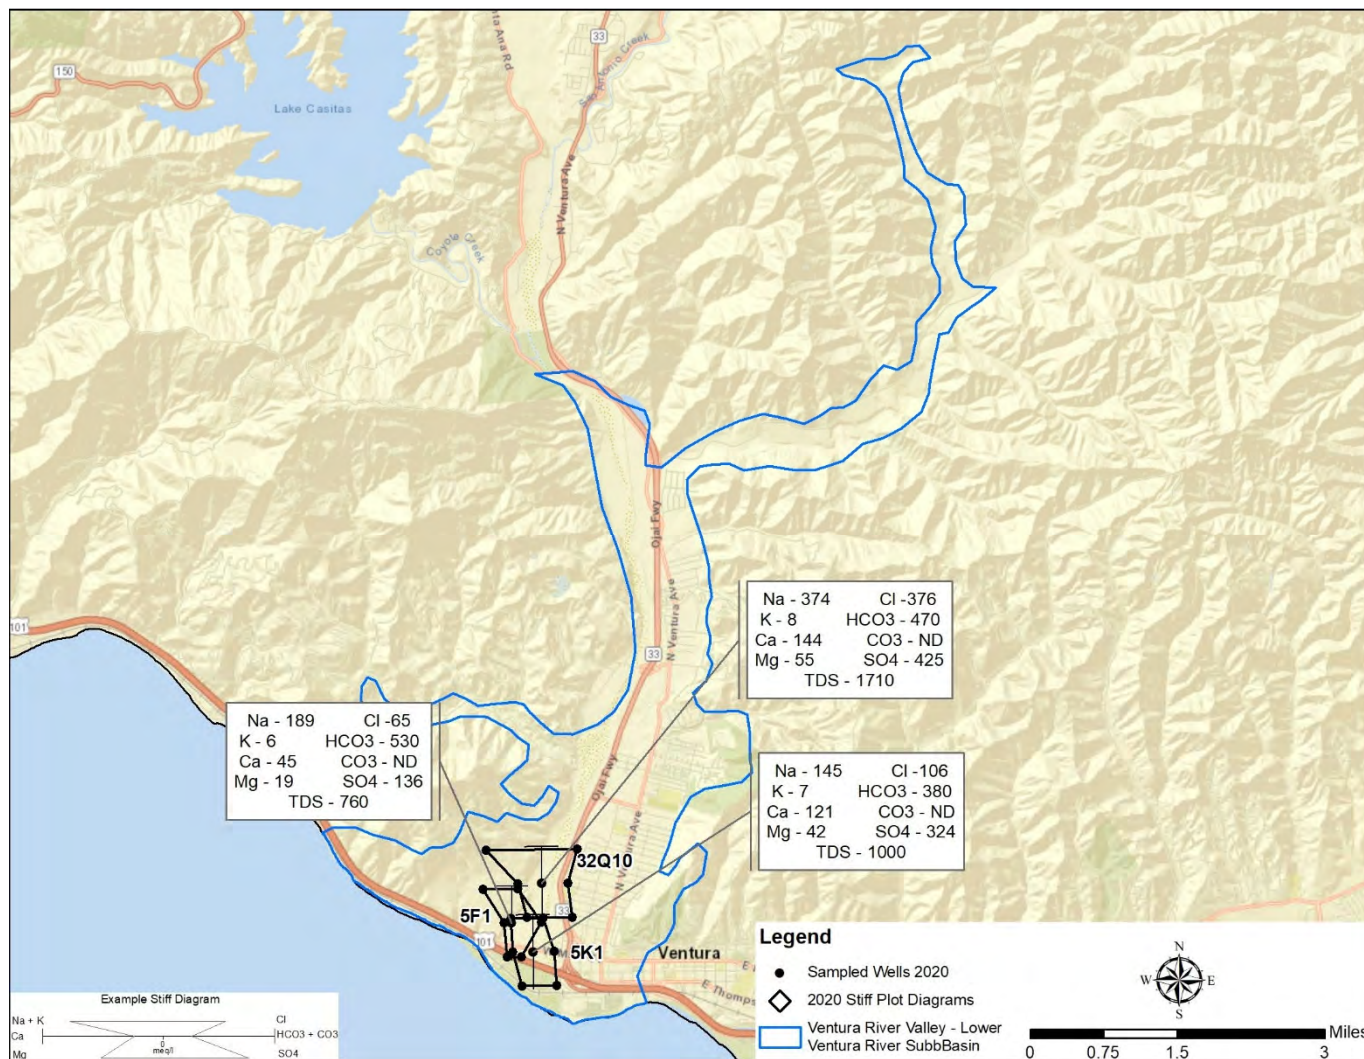 33
150
Lake Casitas
nta Ana Rd
San Antonio Creek
N Ventura Ave
Coyote Creek
Ojai Fwy
N Ventura Ave
33
101
Na - 374 Cl -376
K - 8 HCO3 - 470
Ca - 144 CO3 - ND
Mg - 55 SO4 - 425
TDS - 1710
Na - 189 Cl -65
K - 6 HCO3 - 530
Ca - 45 CO3 - ND
Mg - 19 SO4 - 136
TDS - 760
Na - 145 Cl -106
K - 7 HCO3 - 380
Ca - 121 CO3 - ND
Mg - 42 SO4 - 324
TDS - 1000
Ojai Fwy
N Ventura Ave
32Q10
5F1
33
101
5K1
Ventura
E Thomps
Legend
Sampled Wells 2020
2020 Stiff Plot Diagrams
Ventura River Valley - Lower
Ventura River SubbBasin
N
W E
S
0 0.75 1.5 3 Miles
Example Stiff Diagram
Na + K Cl
Ca HCO3 + CO3
0
meq/l
Mg SO4